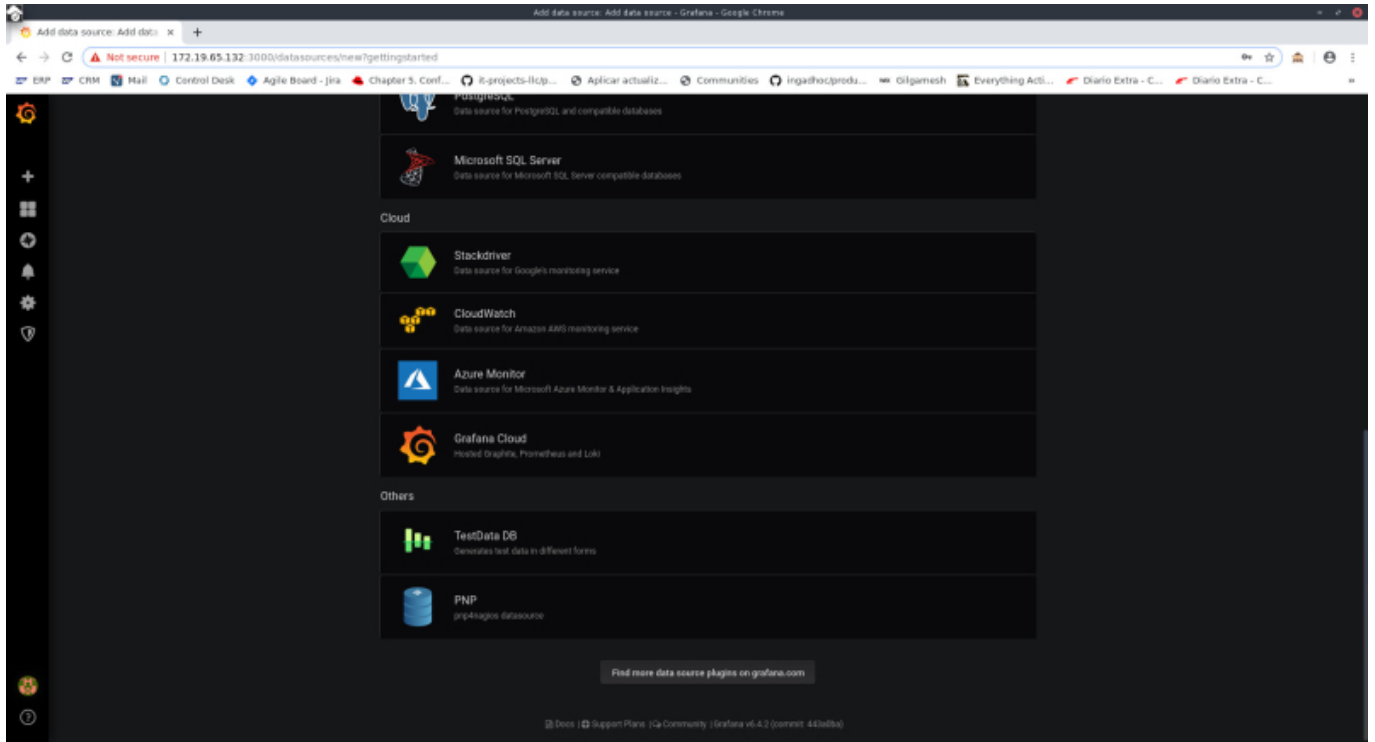 Add data source: Add data source - Grafana - Google Chrome
Add data source: Add data
Not secure | 172.19.65.132:3000/datasources/new?gettingstarted
ERP CRM Mail Control Desk Agile Board - Jira Chapter 5. Conf... it-projects-llc/p... Aplicar actualiz... Communities ingadhoc/produ... Gilgamesh Everything Acti... Diario Extra - C... Diario Extra - C...
PostgreSQL
Data source for PostgreSQL and compatible databases
Microsoft SQL Server
Data source for Microsoft SQL Server compatible databases
Cloud
Stackdriver
Data source for Google's monitoring service
CloudWatch
Data source for Amazon AWS monitoring service
Azure Monitor
Data source for Microsoft Azure Monitor & Application Insights
Grafana Cloud
Hosted Graphite, Prometheus and Loki
Others
TestData DB
Generates test data in different forms
PNP
pnp4nagios datasource
Find more data source plugins on grafana.com
Docs | Support Plans | Community | Grafana v6.4.2 (commit: